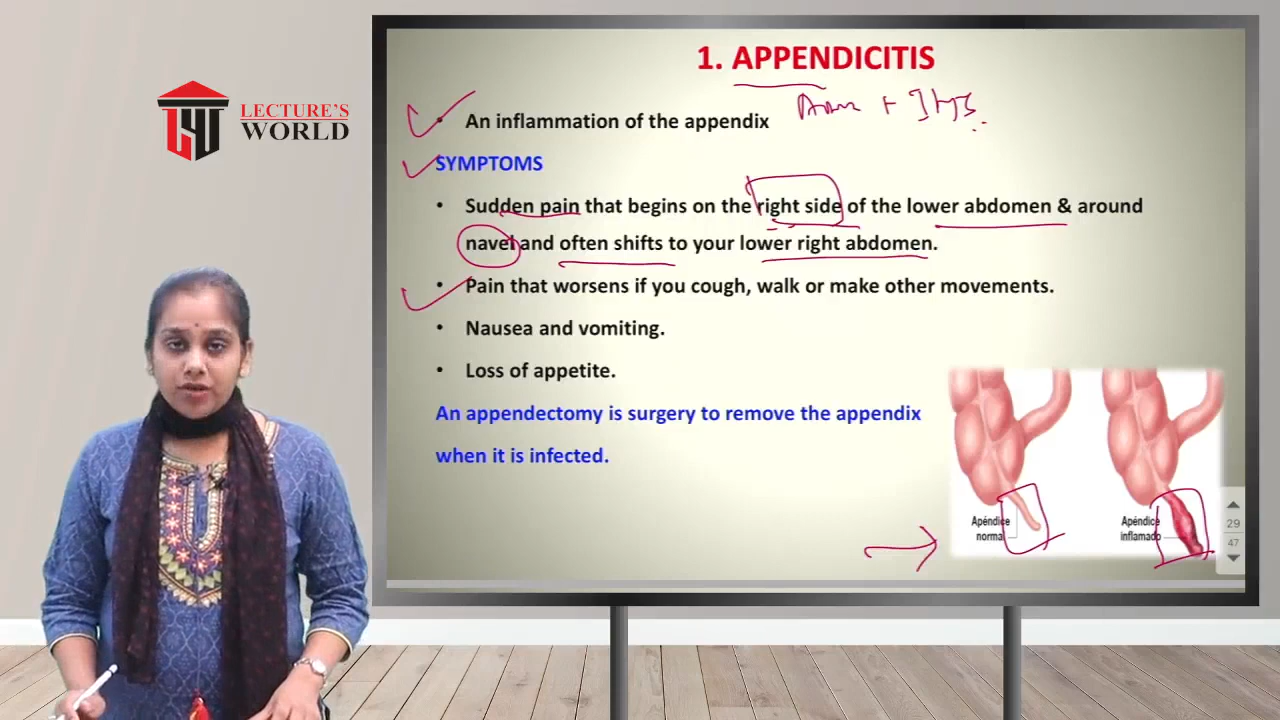 LECTURE'S
WORLD
1. APPENDICITIS
• An inflammation of the appendix
SYMPTOMS
• Sudden pain that begins on the right side of the lower abdomen & around
navel and often shifts to your lower right abdomen.
• Pain that worsens if you cough, walk or make other movements.
• Nausea and vomiting.
• Loss of appetite.
An appendectomy is surgery to remove the appendix
when it is infected.
Apéndice
normal
Apéndice
inflamado
29
47